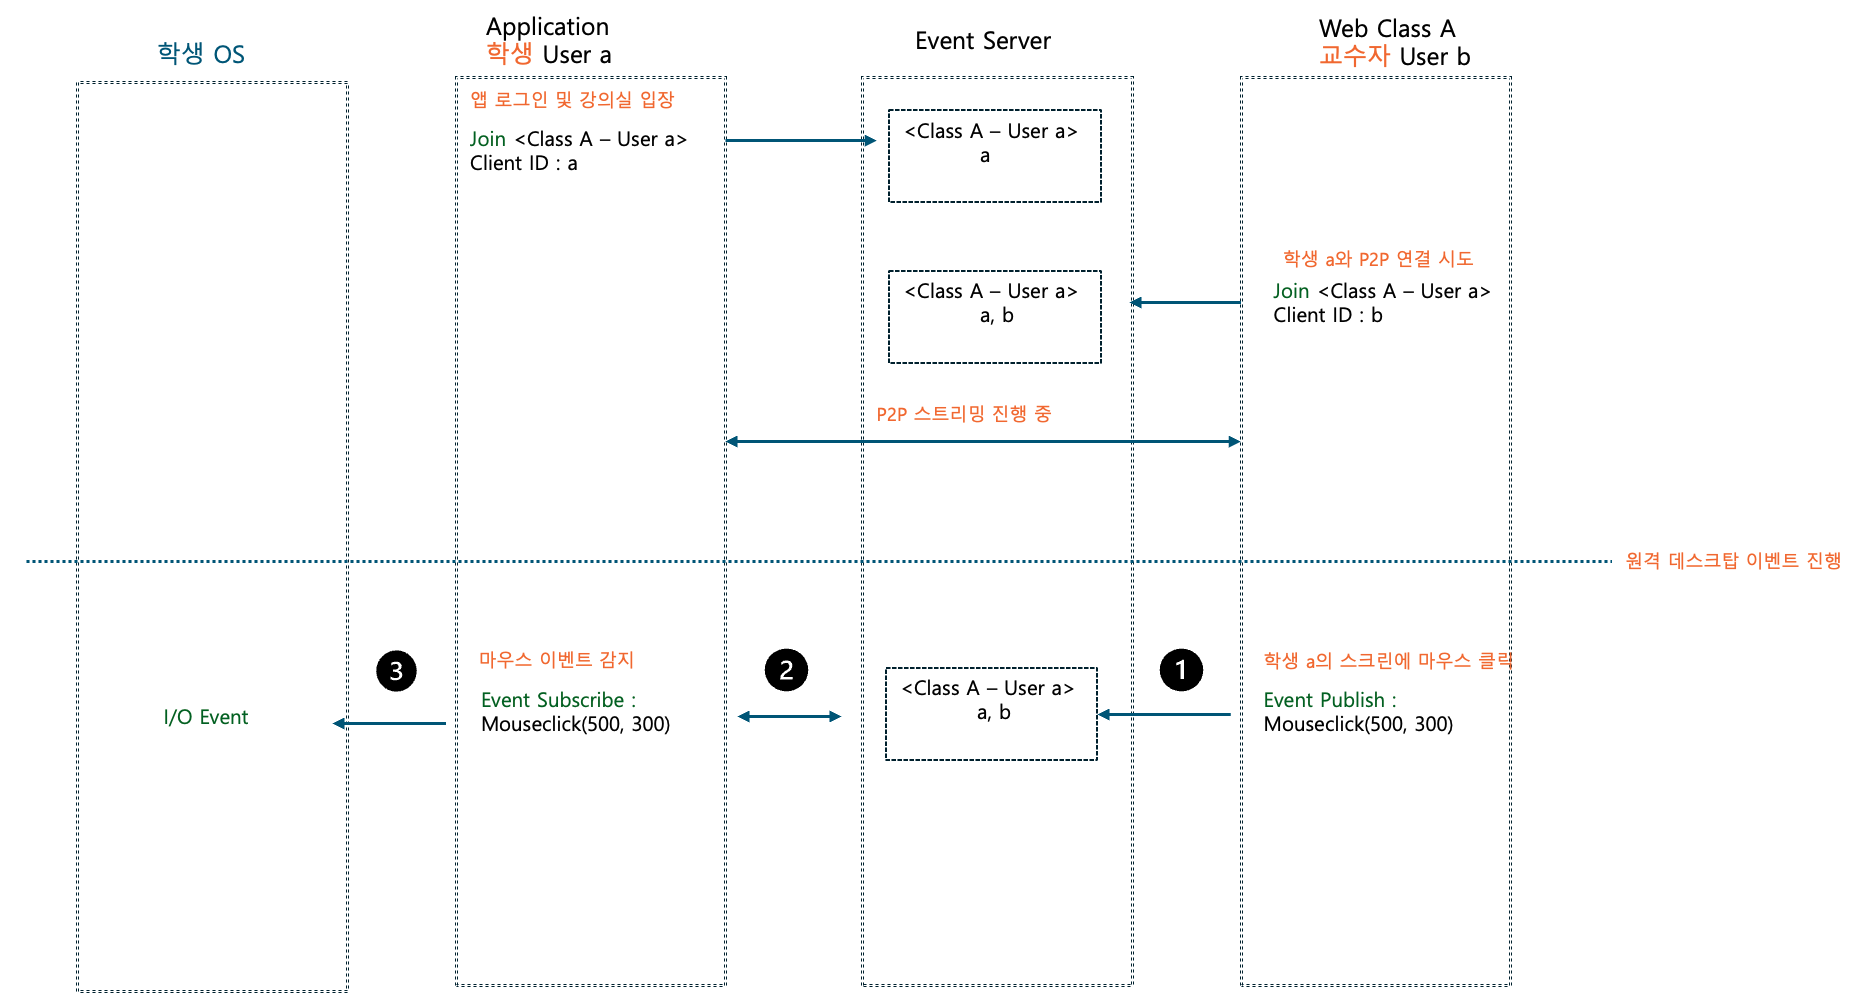 학생 OS
Application
학생 User a
Event Server
Web Class A
교수자 User b
앱 로그인 및 강의실 입장
Join <Class A – User a>
Client ID : a
<Class A – User a>
a
학생 a와 P2P 연결 시도
Join <Class A – User a>
Client ID : b
<Class A – User a>
a, b
P2P 스트리밍 진행 중
원격 데스크탑 이벤트 진행
3
마우스 이벤트 감지
2
1
학생 a의 스크린에 마우스 클릭
I/O Event
Event Subscribe :
Mouseclick(500, 300)
<Class A – User a>
a, b
Event Publish :
Mouseclick(500, 300)